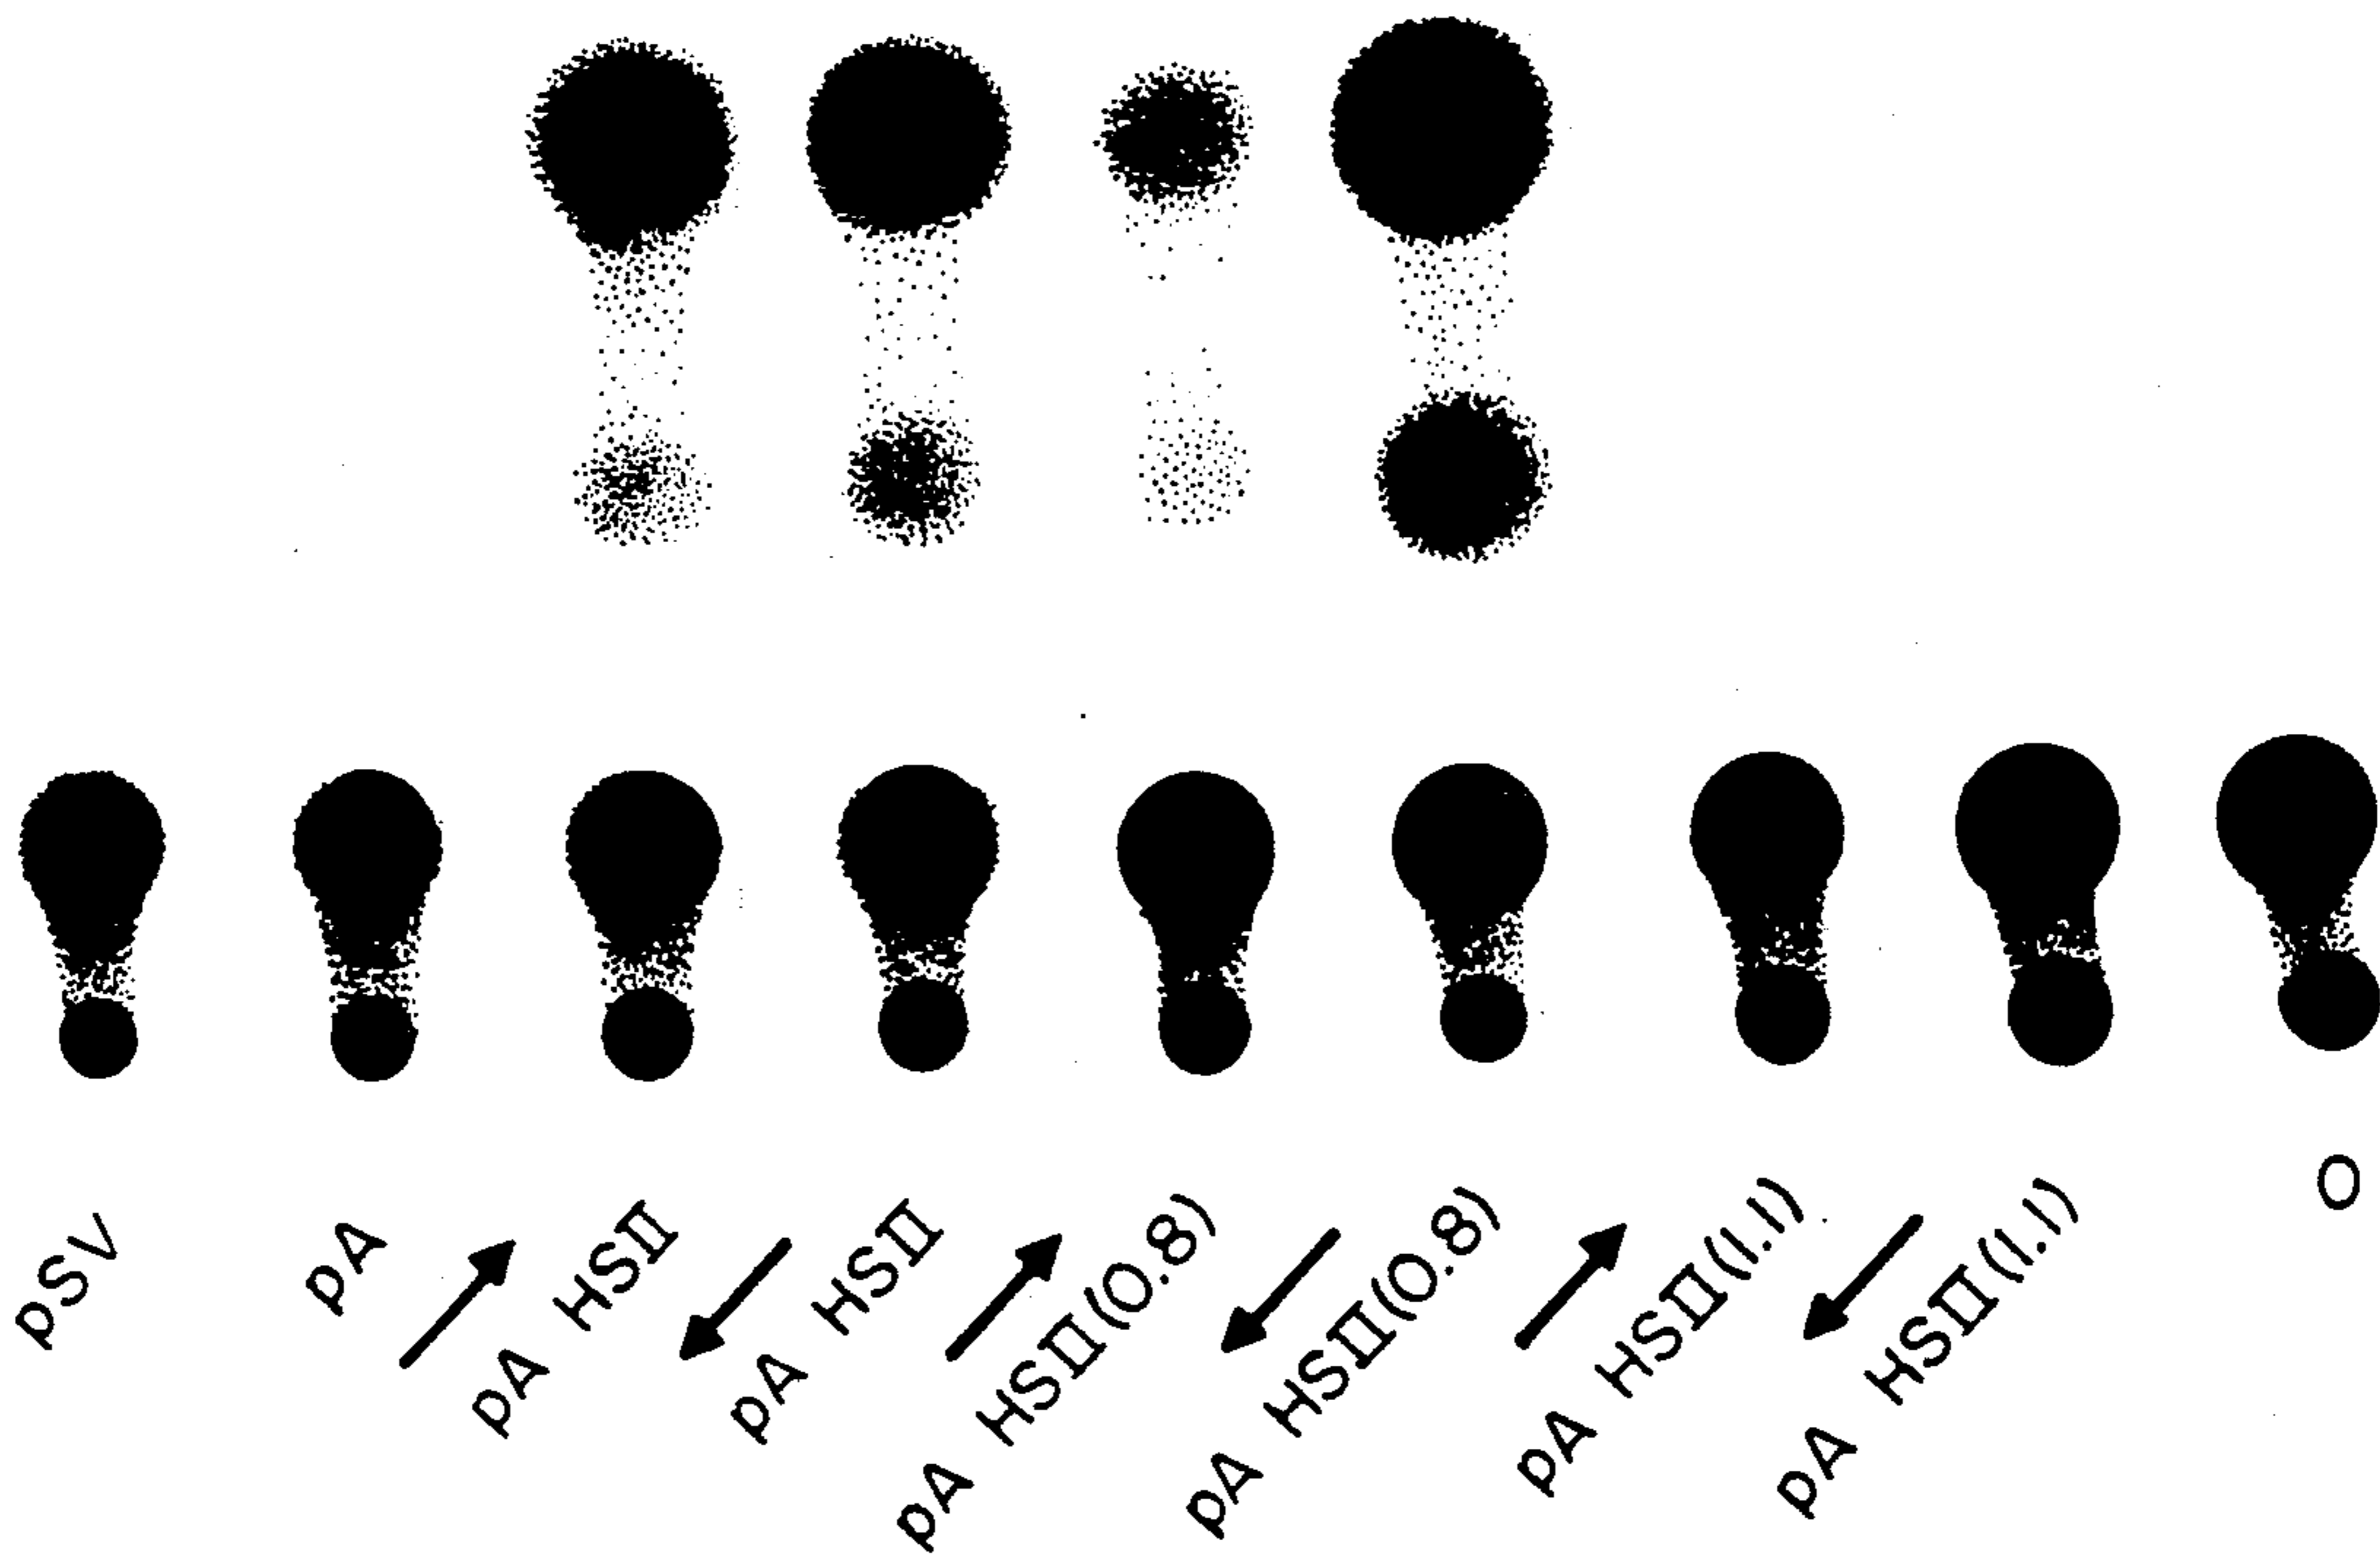 pSV
pA
pA HSII
pA HSII
pA HSII(0.8)
pA HSII(0.8)
pA HSII(1.1)
pA HSII(1.1)
O